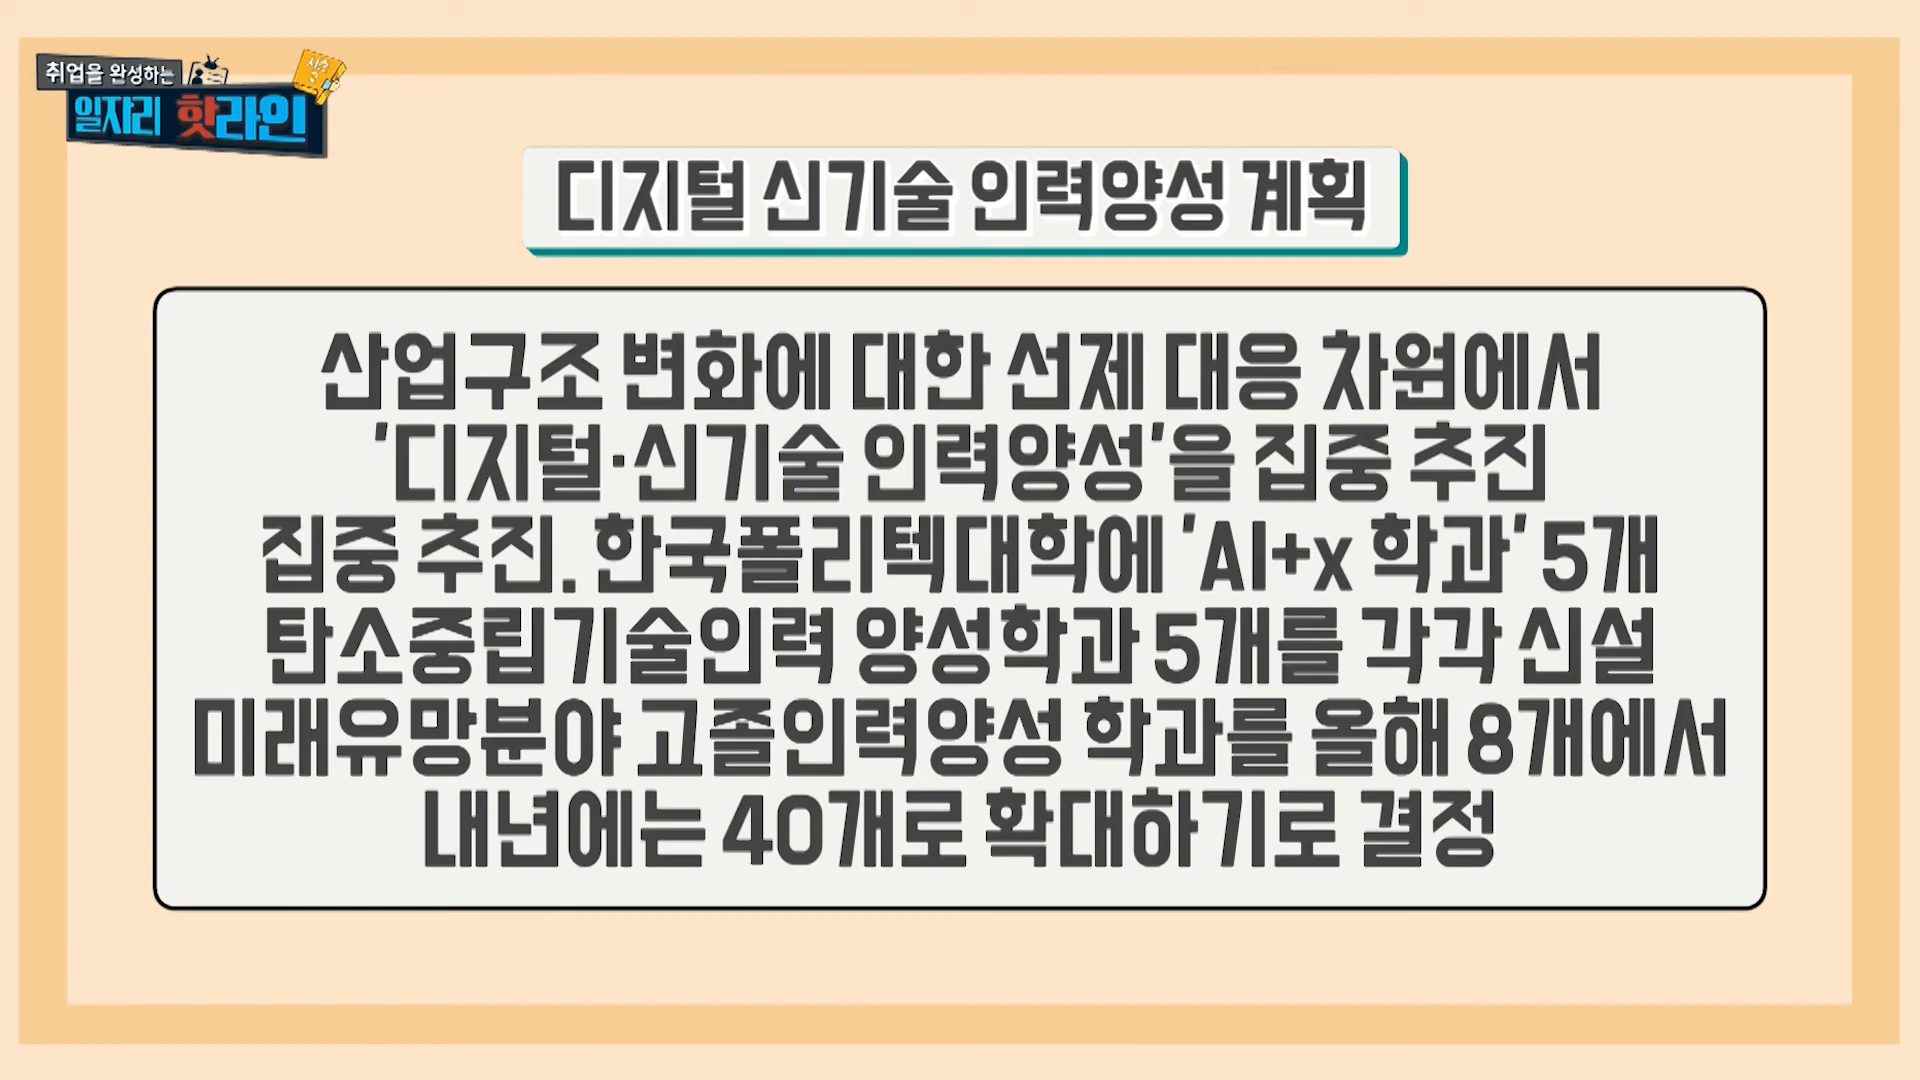 취업을 완성하는
일자리 핫라인
디지털 신기술 인력양성 계획
산업구조 변화에 대한 선제 대응 차원에서
'디지털·신기술 인력양성'을 집중 추진
집중 추진. 한국폴리텍대학에 'AI+x 학과' 5개
탄소중립기술인력 양성학과 5개를 각각 신설
미래유망분야 고졸인력양성 학과를 올해 8개에서
내년에는 40개로 확대하기로 결정